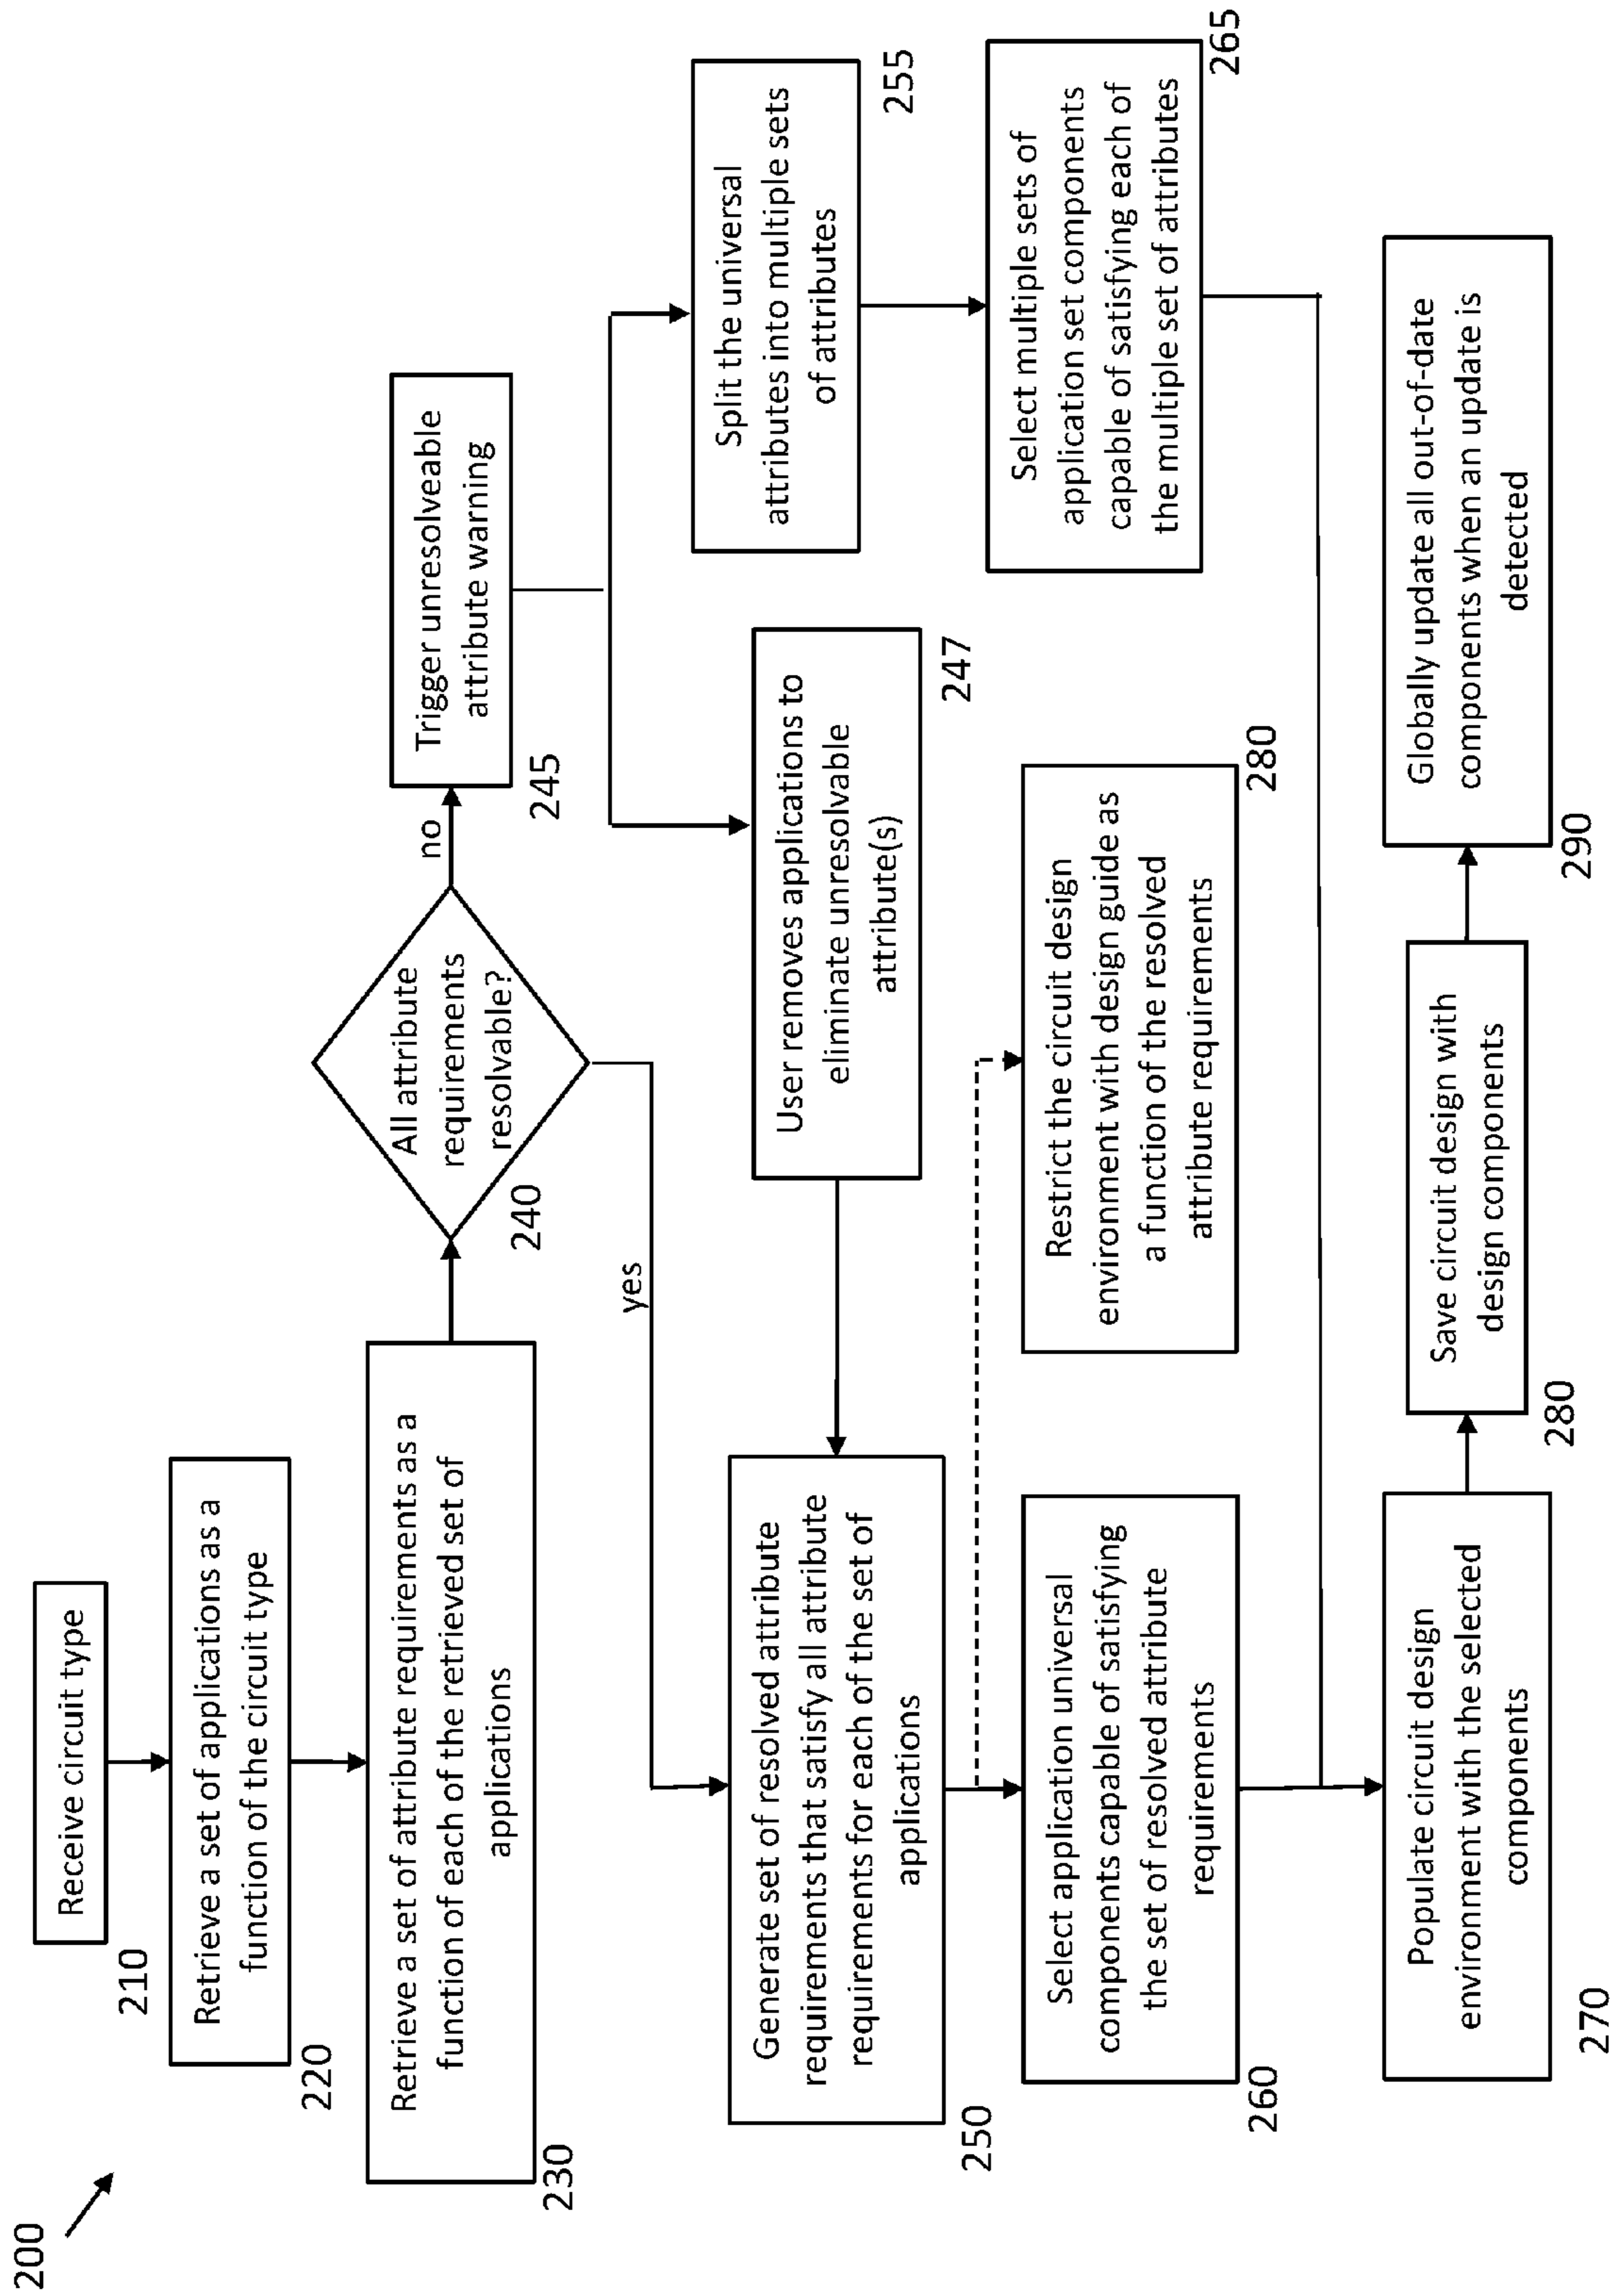 200
Receive circuit type
210
Retrieve a set of applications as a
function of the circuit type
220
Retrieve a set of attribute requirements as a
function of each of the retrieved set of
applications
230
All attribute
requirements
resolvable?
240
no
yes
Trigger unresolveable
attribute warning
245
User removes applications to
eliminate unresolvable
attribute(s)
247
Split the universal
attributes into multiple sets
of attributes
255
Generate set of resolved attribute
requirements that satisfy all attribute
requirements for each of the set of
applications
250
Select application universal
components capable of satisfying
the set of resolved attribute
requirements
260
Restrict the circuit design
environment with design guide as
a function of the resolved
attribute requirements
280
Select multiple sets of
application set components
capable of satisfying each of
the multiple set of attributes
265
Populate circuit design
environment with the selected
components
270
Save circuit design with
design components
280
Globally update all out-of-date
components when an update is
detected
290